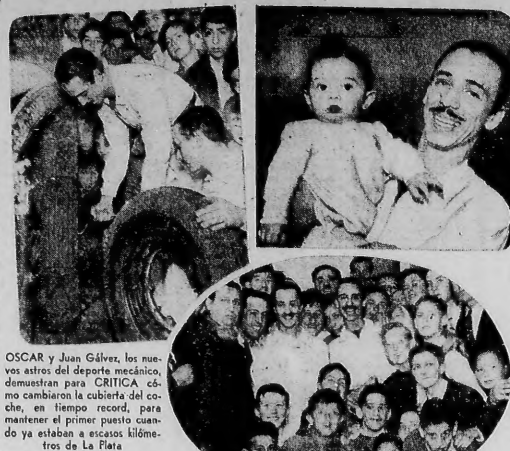 OSCAR y Juan Gálvez, los nue-
vos astros del deporte mecánico,
demuestran para CRITICA có-
mo cambiaron la cubierta del co-
che, en tiempo record, para
mantener el primer puesto cuan-
do ya estaban a escasos kilóme-
tros de La Plata